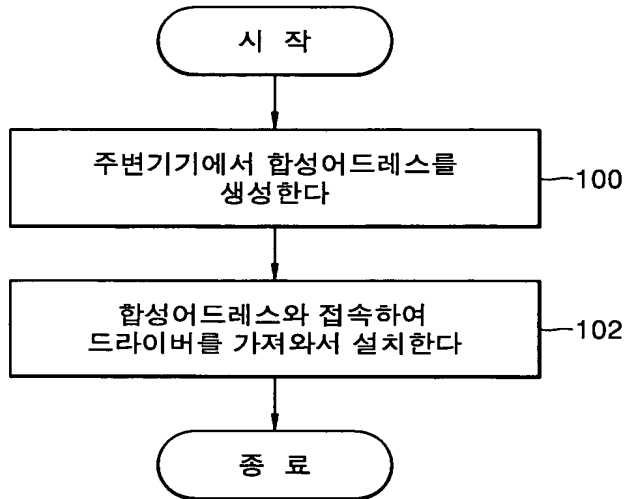 시 작
주변기기에서 합성어드레스를
생성한다
100
합성어드레스와 접속하여
드라이버를 가져와서 설치한다
102
종 료